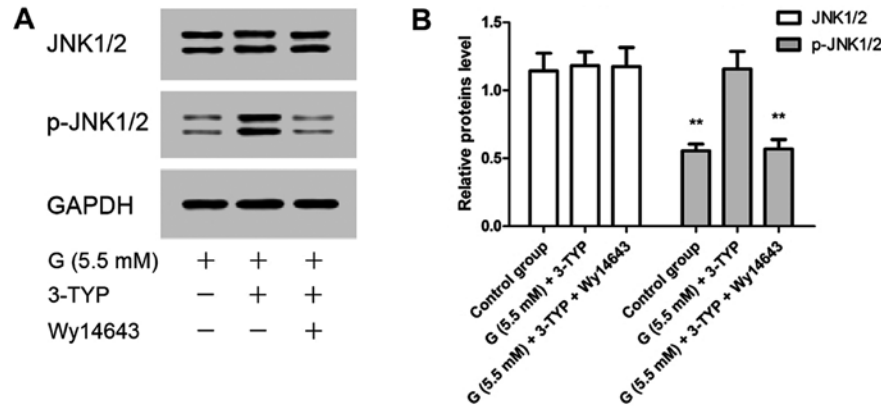 A
JNK1/2
p-JNK1/2
GAPDH
G (5.5 mM) + + +
3-TYP − + +
Wy14643 − − +
B
JNK1/2
p-JNK1/2
Relative proteins level
1.5
1.0
0.5
0.0
**
**
Control group
G (5.5 mM) + 3-TYP
G (5.5 mM) + 3-TYP + Wy14643
Control group
G (5.5 mM) + 3-TYP
G (5.5 mM) + 3-TYP + Wy14643